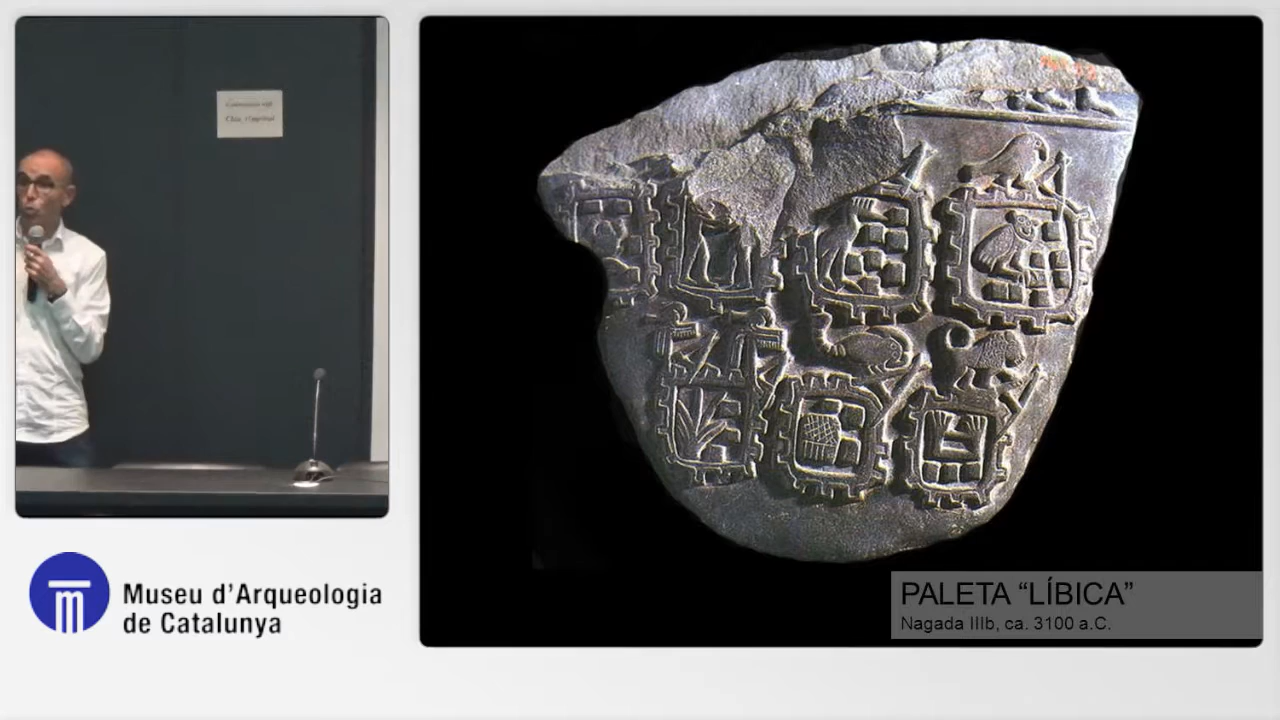 Museu d'Arqueologia
de Catalunya
PALETA “LÍBICA”
Nagada IIIb, ca. 3100 a.C.